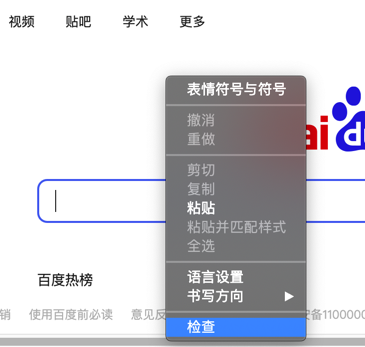 视频 贴吧 学术 更多
表情符号与符号
撤消
重做
剪切
复制
粘贴
粘贴并匹配样式
全选
语言设置
书写方向
检查
ai du
百度热榜
销 使用百度前必读 意见反 安备1100000